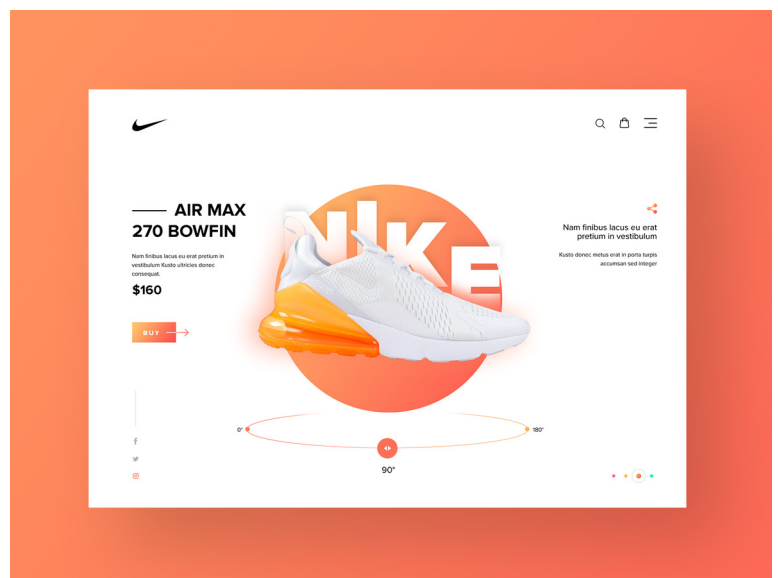 AIR MAX
270 BOWFIN
Nam finibus lacus eu erat pretium in
vestibulum Kusto ultricies donec
consequat.
$160
BUY
NIKE
Nam finibus lacus eu erat
pretium in vestibulum
Kusto donec metus erat in porta turpis
accumsan sed integer
0°
180°
90°